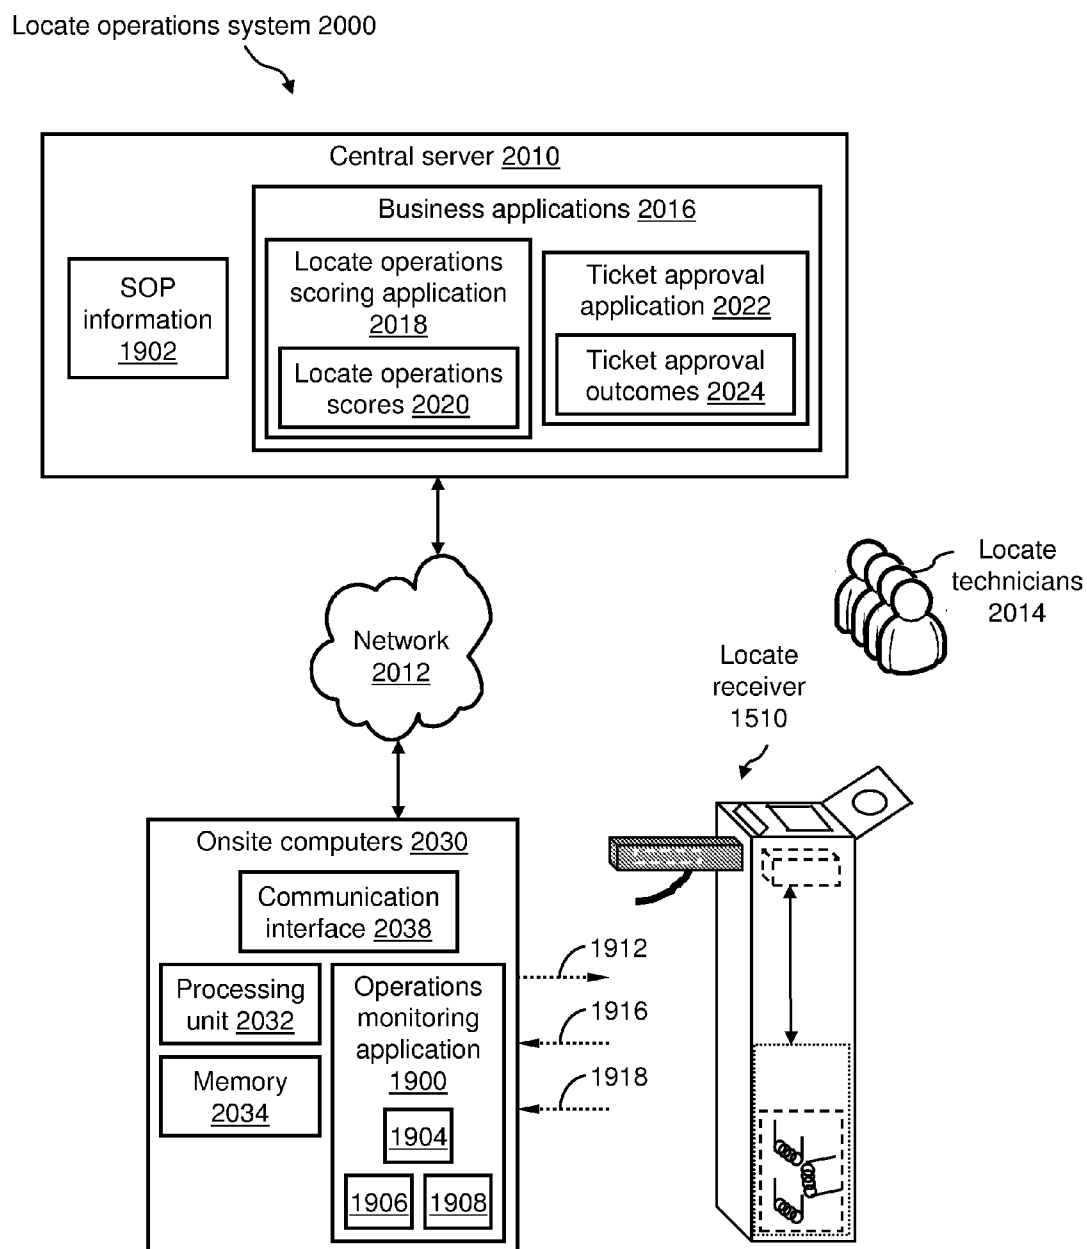 Locate operations system 2000
Central server 2010
Business applications 2016
SOP
information
1902
Locate operations
scoring application
2018
Locate operations
scores 2020
Ticket approval
application 2022
Ticket approval
outcomes 2024
Network
2012
Locate
technicians
2014
Locate
receiver
1510
Onsite computers 2030
Communication
interface 2038
Processing
unit 2032
Memory
2034
Operations
monitoring
application
1900
1904
1906 1908
1912
1916
1918